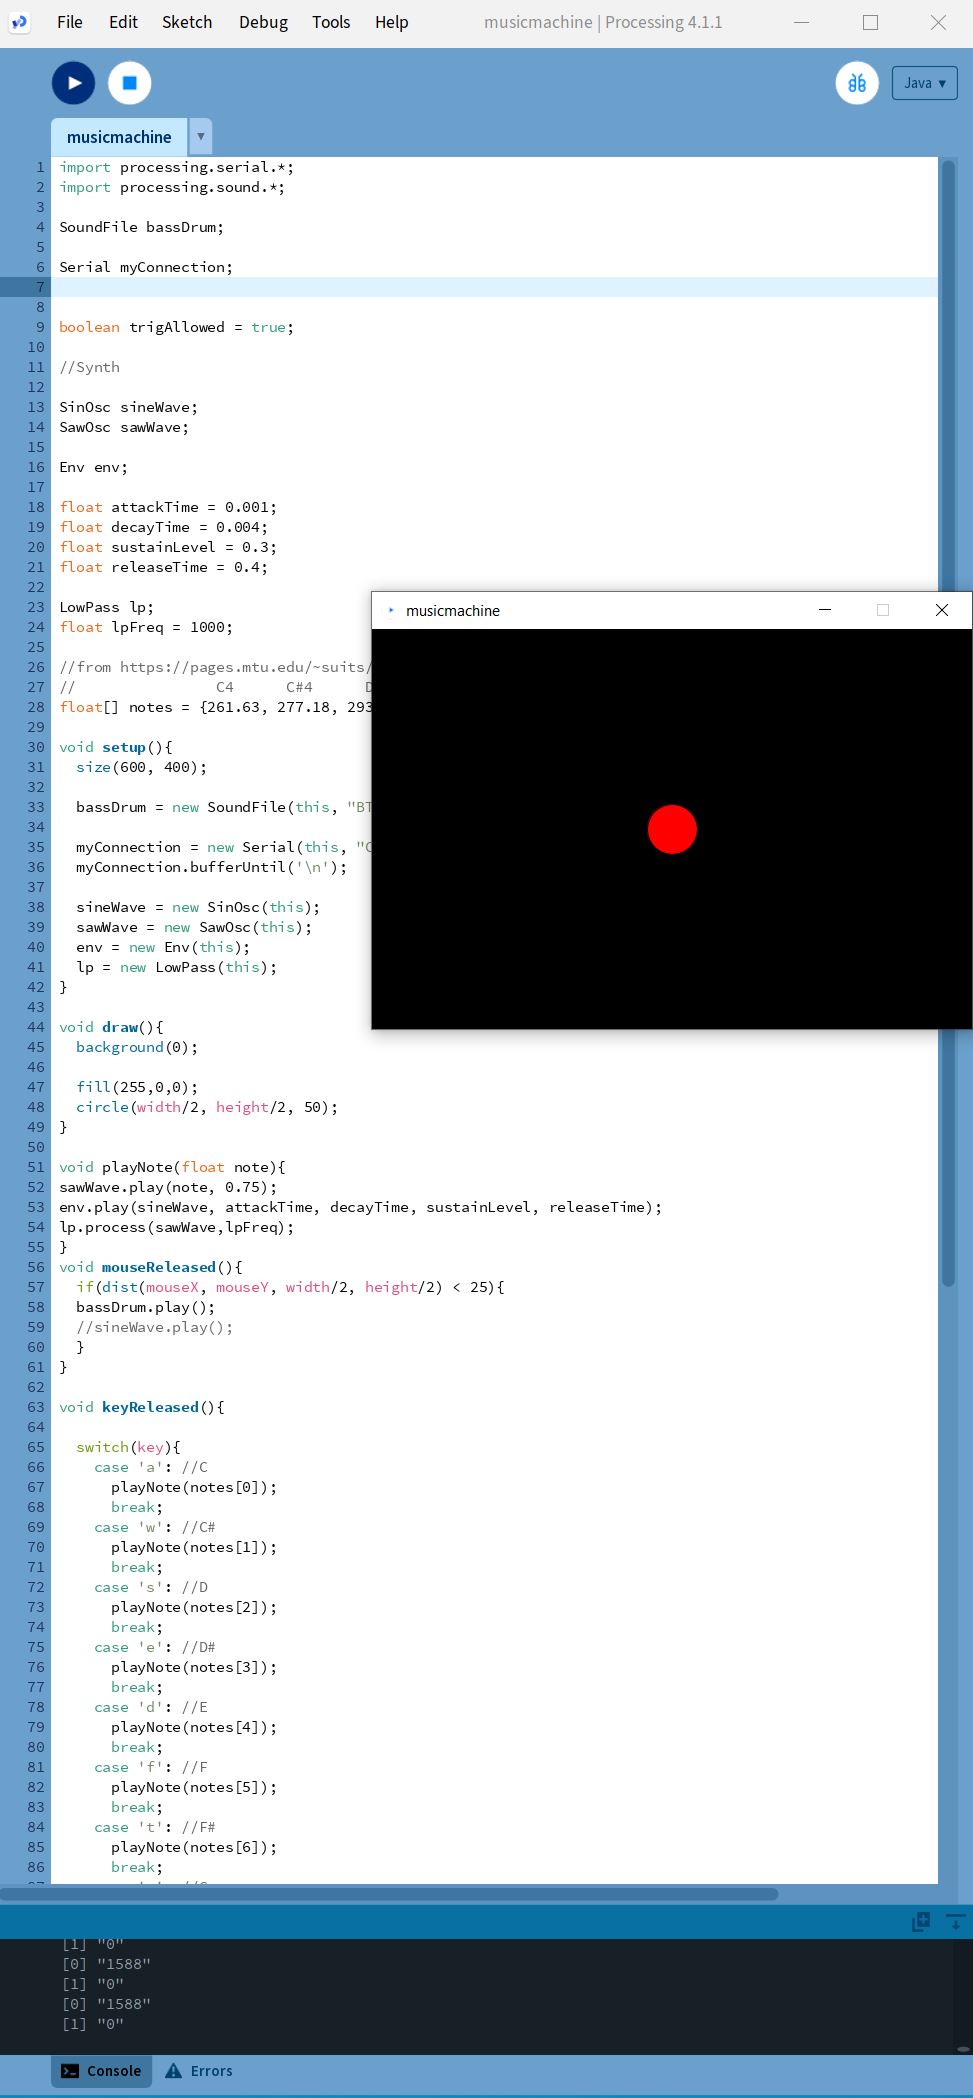 File Edit Sketch Debug Tools Help musicmachine | Processing 4.1.1
Java ▾
musicmachine ▾
1 import processing.serial.*;
2 import processing.sound.*;
3
4 SoundFile bassDrum;
5
6 Serial myConnection;
7
8
9 boolean trigAllowed = true;
10
11 //Synth
12
13 SinOsc sineWave;
14 SawOsc sawWave;
15
16 Env env;
17
18 float attackTime = 0.001;
19 float decayTime = 0.004;
20 float sustainLevel = 0.3;
21 float releaseTime = 0.4;
22
23 LowPass lp;
24 float lpFreq = 1000;
25
26 //from https://pages.mtu.edu/~suits/
27 // C4 C#4 D
28 float[] notes = {261.63, 277.18, 293
29
30 void setup(){
31 size(600, 400);
32
33 bassDrum = new SoundFile(this, "BT
34
35 myConnection = new Serial(this, "C
36 myConnection.bufferUntil('\n');
37
38 sineWave = new SinOsc(this);
39 sawWave = new SawOsc(this);
40 env = new Env(this);
41 lp = new LowPass(this);
42 }
43
44 void draw(){
45 background(0);
46
47 fill(255,0,0);
48 circle(width/2, height/2, 50);
49 }
50
51 void playNote(float note){
52 sawWave.play(note, 0.75);
53 env.play(sineWave, attackTime, decayTime, sustainLevel, releaseTime);
54 lp.process(sawWave,lpFreq);
55 }
56 void mouseReleased(){
57 if(dist(mouseX, mouseY, width/2, height/2) < 25){
58 bassDrum.play();
59 //sineWave.play();
60 }
61 }
62
63 void keyReleased(){
64
65 switch(key){
66 case 'a': //C
67 playNote(notes[0]);
68 break;
69 case 'w': //C#
70 playNote(notes[1]);
71 break;
72 case 's': //D
73 playNote(notes[2]);
74 break;
75 case 'e': //D#
76 playNote(notes[3]);
77 break;
78 case 'd': //E
79 playNote(notes[4]);
80 break;
81 case 'f': //F
82 playNote(notes[5]);
83 break;
84 case 't': //F#
85 playNote(notes[6]);
86 break;
musicmachine
[1] "0"
[0] "1588"
[1] "0"
[0] "1588"
[1] "0"
Console Errors